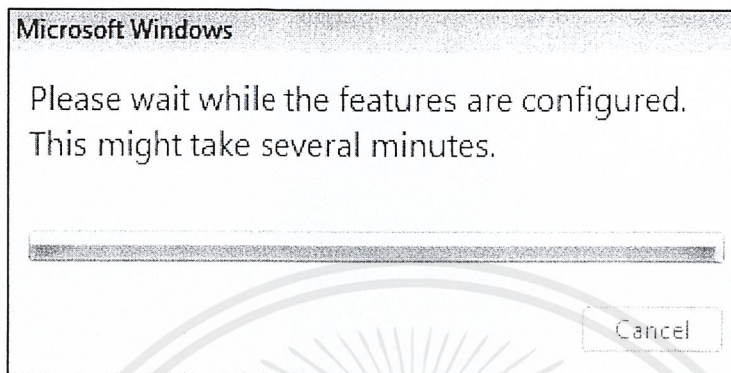 Microsoft Windows
Please wait while the features are configured.
This might take several minutes.
Cancel